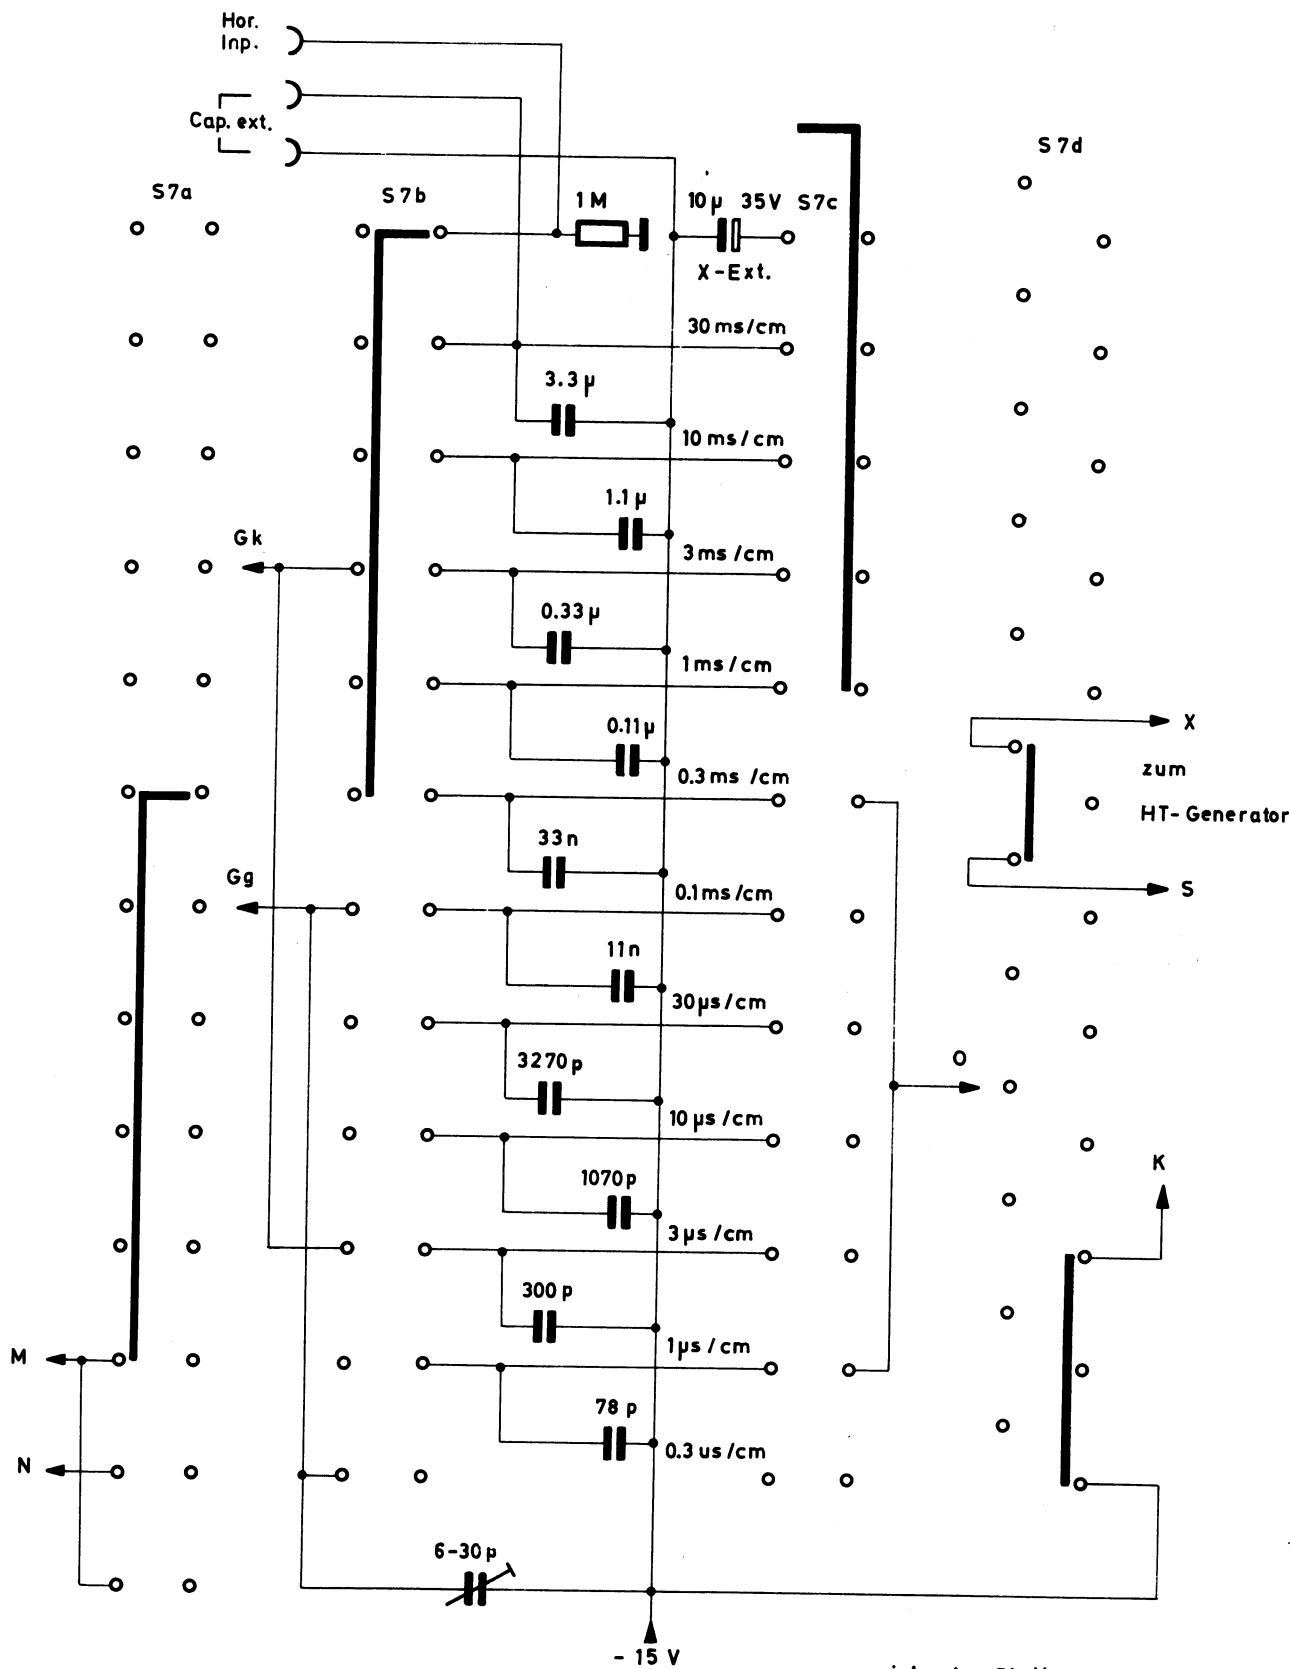 Hor.
Inp.
Cap. ext.
S7a
S7b
1M
10µ 35V
S7c
S7d
X-Ext.
30 ms/cm
3.3 µ
10 ms/cm
1.1 µ
Gk
3 ms/cm
0.33 µ
1 ms/cm
0.11 µ
X
zum
HT-Generator
0.3 ms/cm
33 n
Gg
S
0.1 ms/cm
11 n
30 µs/cm
3270 p
O
10 µs/cm
1070 p
K
3 µs/cm
300 p
M
1 µs/cm
78 p
0.3 us/cm
N
6-30 p
- 15 V